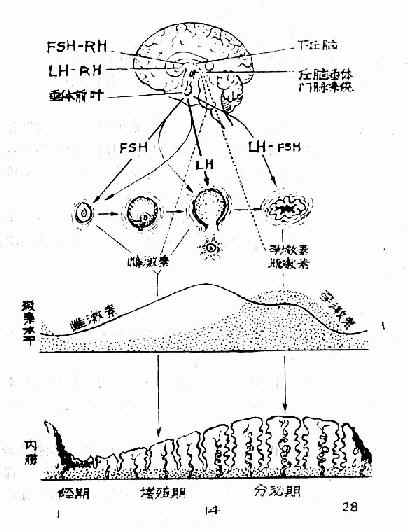 FSH-RH
下丘脑
LH-RH
垂体前叶
丘脑垂体
门脉系统
FSH
LH
LH-FSH
雌激素
孕激素
雌激素
激素水平
雌激素
孕激素
内膜
经期
增殖期
分泌期
1
14
28